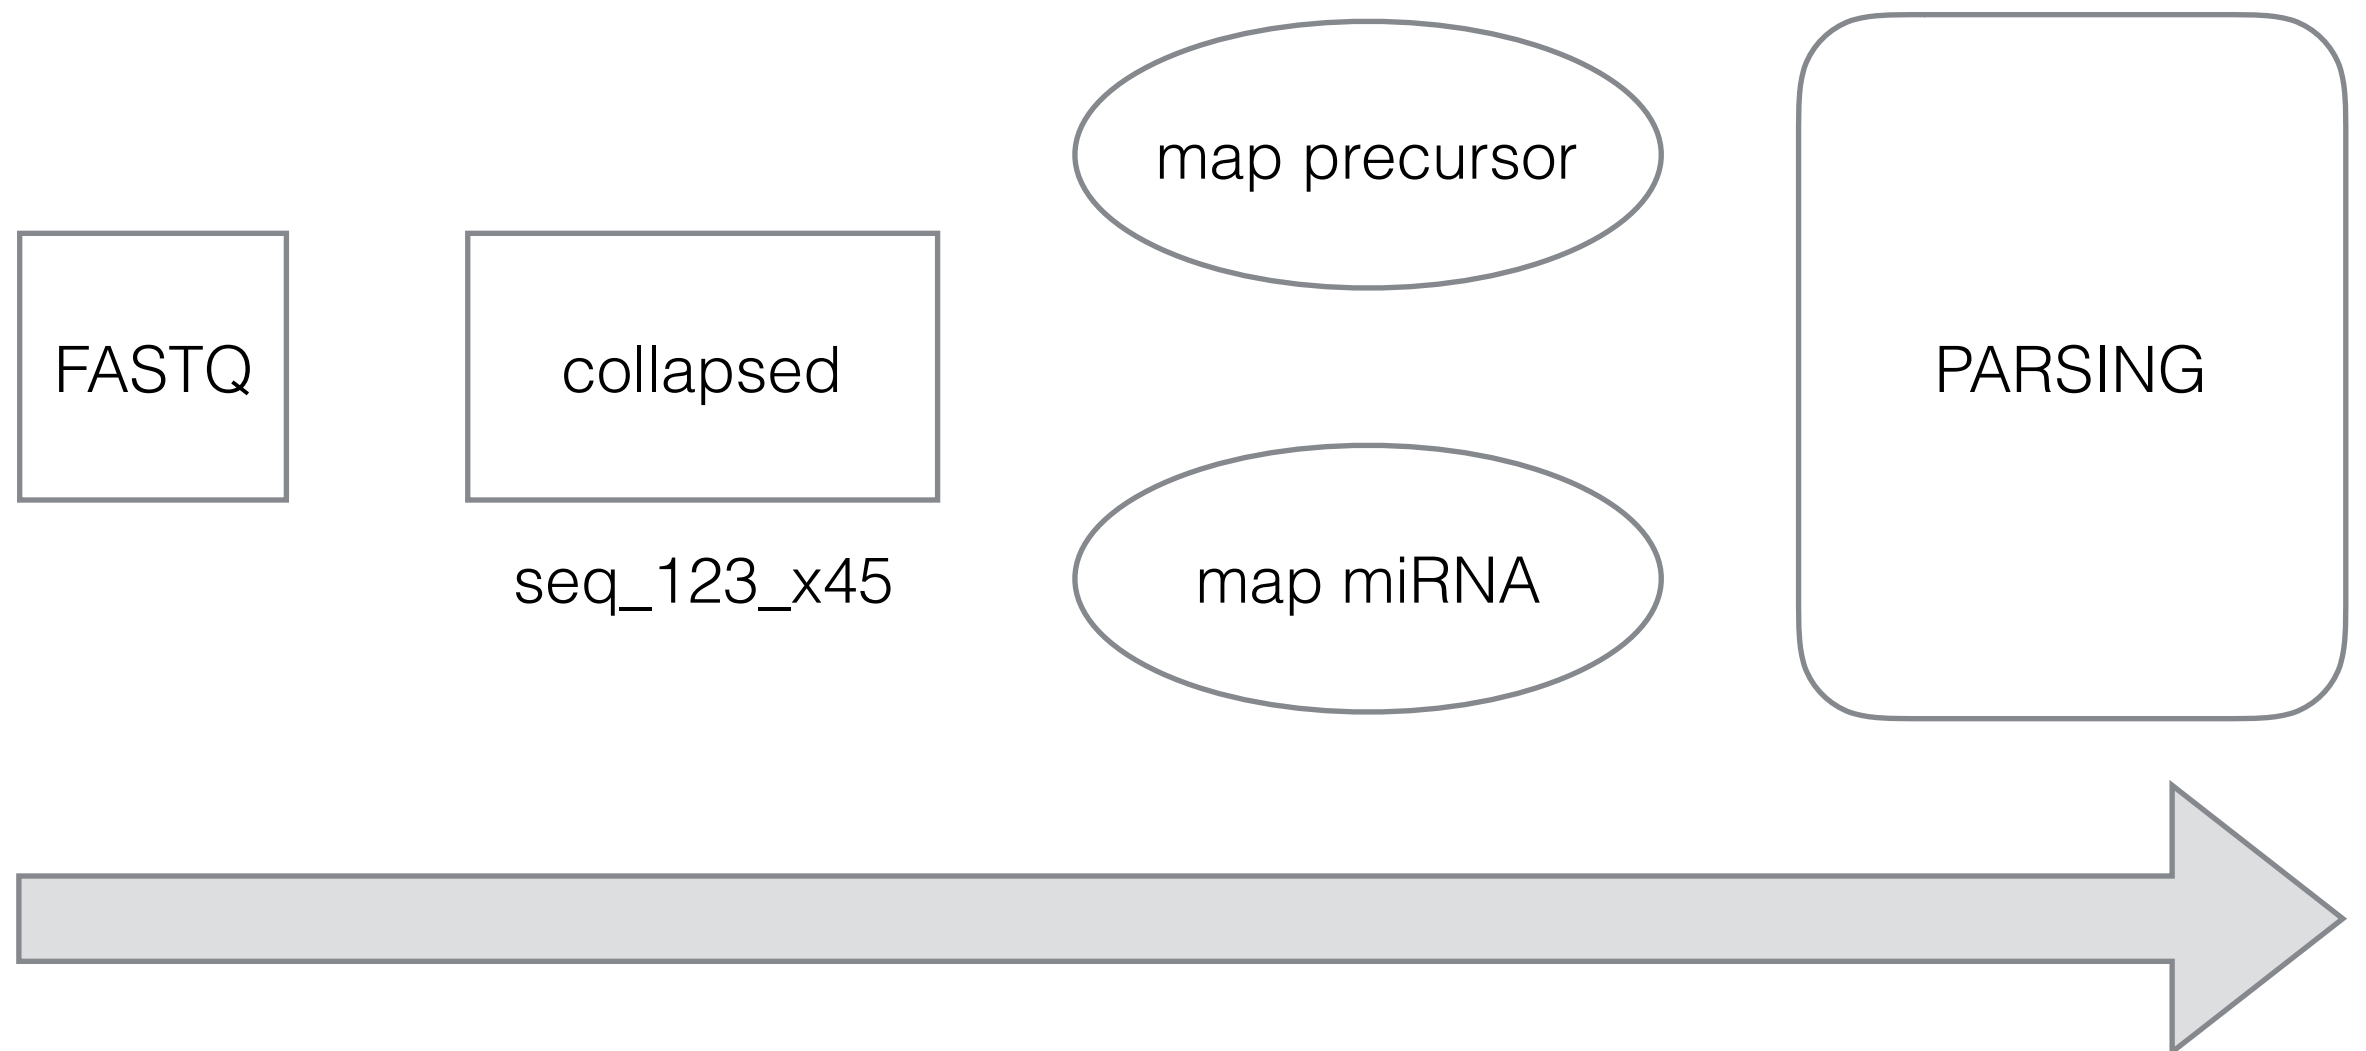 FASTQ
collapsed
seq_123_x45
map precursor
map miRNA
PARSING